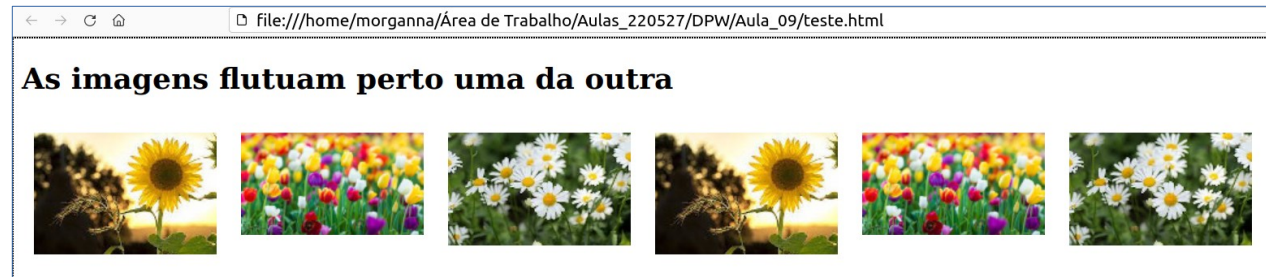 file:///home/morganna/Área de Trabalho/Aulas_220527/DPW/Aula_09/teste.html
As imagens flutuam perto uma da outra